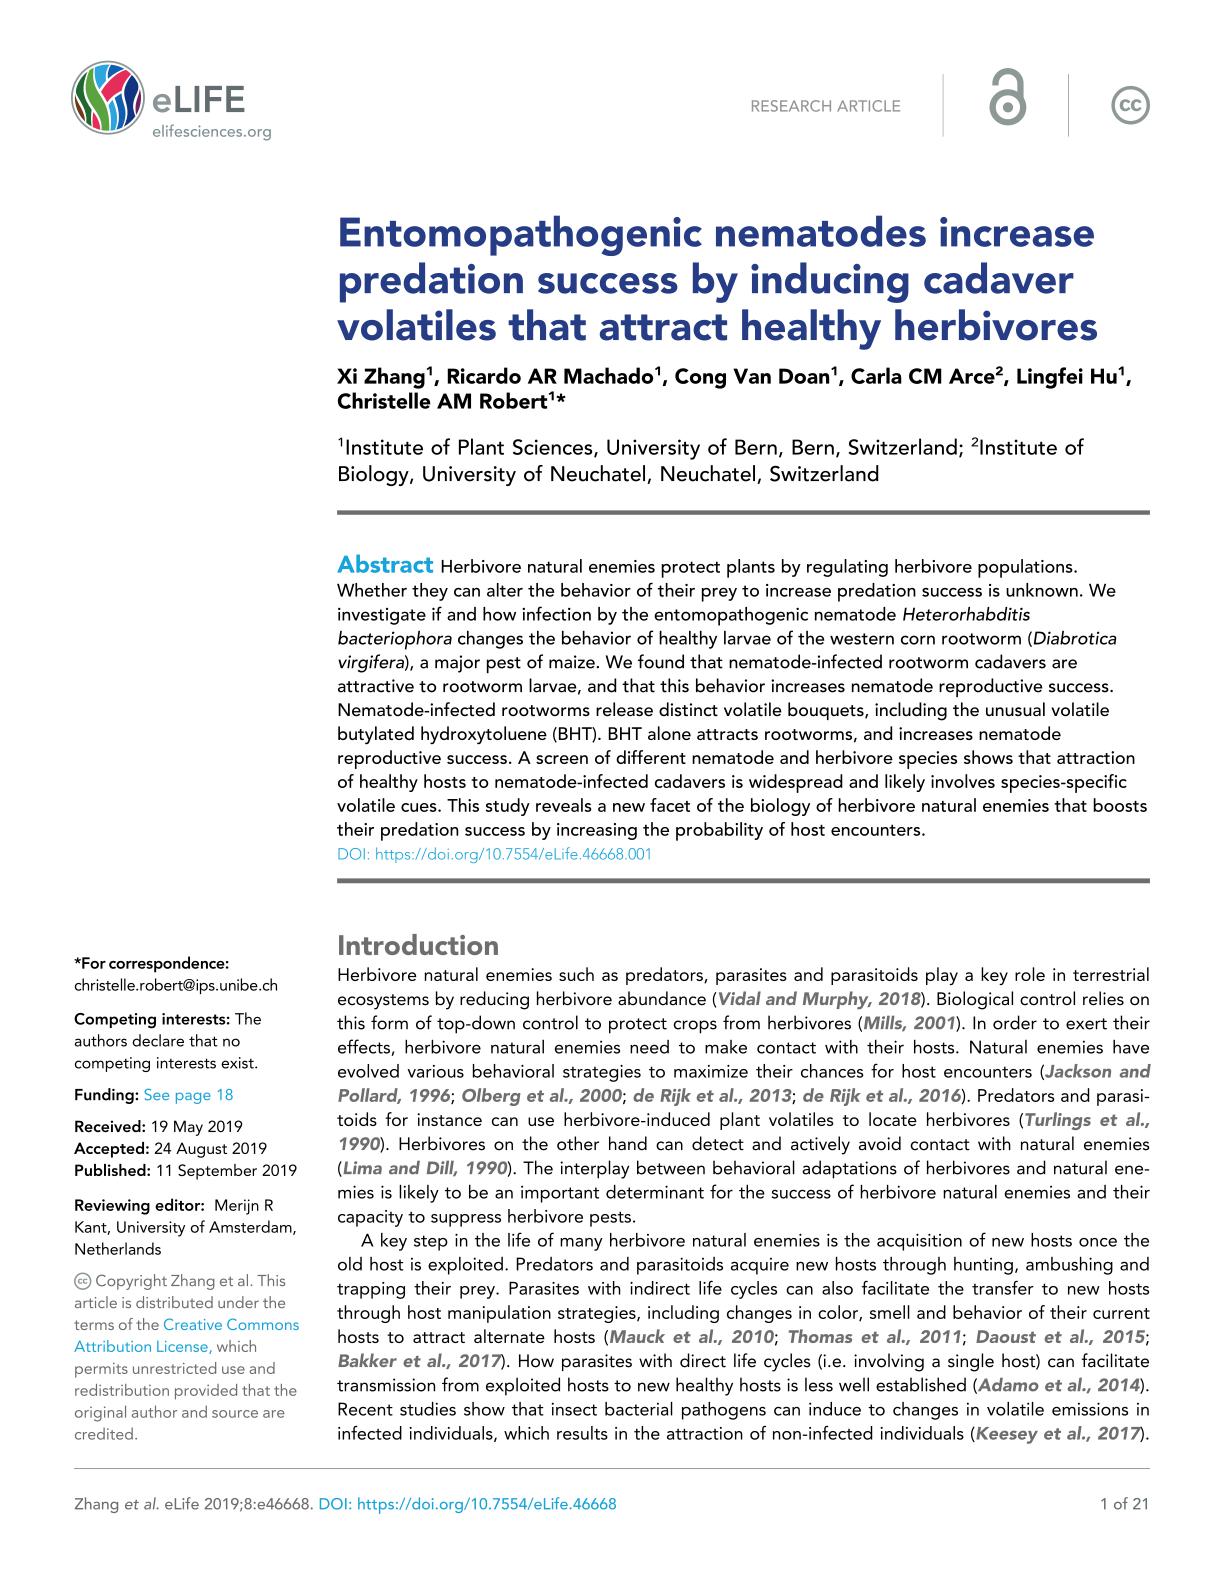 eLIFE
elifesciences.org
RESEARCH ARTICLE
cc
Entomopathogenic nematodes increase
predation success by inducing cadaver
volatiles that attract healthy herbivores
Xi Zhang1, Ricardo AR Machado1, Cong Van Doan1, Carla CM Arce2, Lingfei Hu1,
Christelle AM Robert1*
1Institute of Plant Sciences, University of Bern, Bern, Switzerland; 2Institute of
Biology, University of Neuchatel, Neuchatel, Switzerland
Abstract Herbivore natural enemies protect plants by regulating herbivore populations.
Whether they can alter the behavior of their prey to increase predation success is unknown. We
investigate if and how infection by the entomopathogenic nematode Heterorhabditis
bacteriophora changes the behavior of healthy larvae of the western corn rootworm (Diabrotica
virgifera), a major pest of maize. We found that nematode-infected rootworm cadavers are
attractive to rootworm larvae, and that this behavior increases nematode reproductive success.
Nematode-infected rootworms release distinct volatile bouquets, including the unusual volatile
butylated hydroxytoluene (BHT). BHT alone attracts rootworms, and increases nematode
reproductive success. A screen of different nematode and herbivore species shows that attraction
of healthy hosts to nematode-infected cadavers is widespread and likely involves species-specific
volatile cues. This study reveals a new facet of the biology of herbivore natural enemies that boosts
their predation success by increasing the probability of host encounters.
DOI: https://doi.org/10.7554/eLife.46668.001
*For correspondence:
christelle.robert@ips.unibe.ch
Competing interests: The
authors declare that no
competing interests exist.
Funding: See page 18
Received: 19 May 2019
Accepted: 24 August 2019
Published: 11 September 2019
Reviewing editor: Merijn R
Kant, University of Amsterdam,
Netherlands
cc Copyright Zhang et al. This
article is distributed under the
terms of the Creative Commons
Attribution License, which
permits unrestricted use and
redistribution provided that the
original author and source are
credited.
Introduction
Herbivore natural enemies such as predators, parasites and parasitoids play a key role in terrestrial
ecosystems by reducing herbivore abundance (Vidal and Murphy, 2018). Biological control relies on
this form of top-down control to protect crops from herbivores (Mills, 2001). In order to exert their
effects, herbivore natural enemies need to make contact with their hosts. Natural enemies have
evolved various behavioral strategies to maximize their chances for host encounters (Jackson and
Pollard, 1996; Olberg et al., 2000; de Rijk et al., 2013; de Rijk et al., 2016). Predators and parasi-
toids for instance can use herbivore-induced plant volatiles to locate herbivores (Turlings et al.,
1990). Herbivores on the other hand can detect and actively avoid contact with natural enemies
(Lima and Dill, 1990). The interplay between behavioral adaptations of herbivores and natural ene-
mies is likely to be an important determinant for the success of herbivore natural enemies and their
capacity to suppress herbivore pests.
A key step in the life of many herbivore natural enemies is the acquisition of new hosts once the
old host is exploited. Predators and parasitoids acquire new hosts through hunting, ambushing and
trapping their prey. Parasites with indirect life cycles can also facilitate the transfer to new hosts
through host manipulation strategies, including changes in color, smell and behavior of their current
hosts to attract alternate hosts (Mauck et al., 2010; Thomas et al., 2011; Daoust et al., 2015;
Bakker et al., 2017). How parasites with direct life cycles (i.e. involving a single host) can facilitate
transmission from exploited hosts to new healthy hosts is less well established (Adamo et al., 2014).
Recent studies show that insect bacterial pathogens can induce to changes in volatile emissions in
infected individuals, which results in the attraction of non-infected individuals (Keesey et al., 2017).
Zhang et al. eLife 2019;8:e46668. DOI: https://doi.org/10.7554/eLife.46668
1 of 21